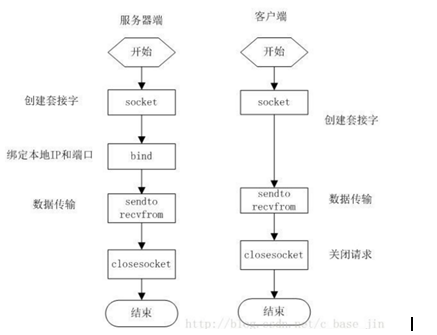 服务器端
客户端
开始
开始
创建套接字
socket
socket
创建套接字
绑定本地IP和端口
bind
数据传输
sendto
recvfrom
sendto
recvfrom
数据传输
closesocket
closesocket
关闭请求
结束
结束
http://blog.csdn.net/c_base_jin